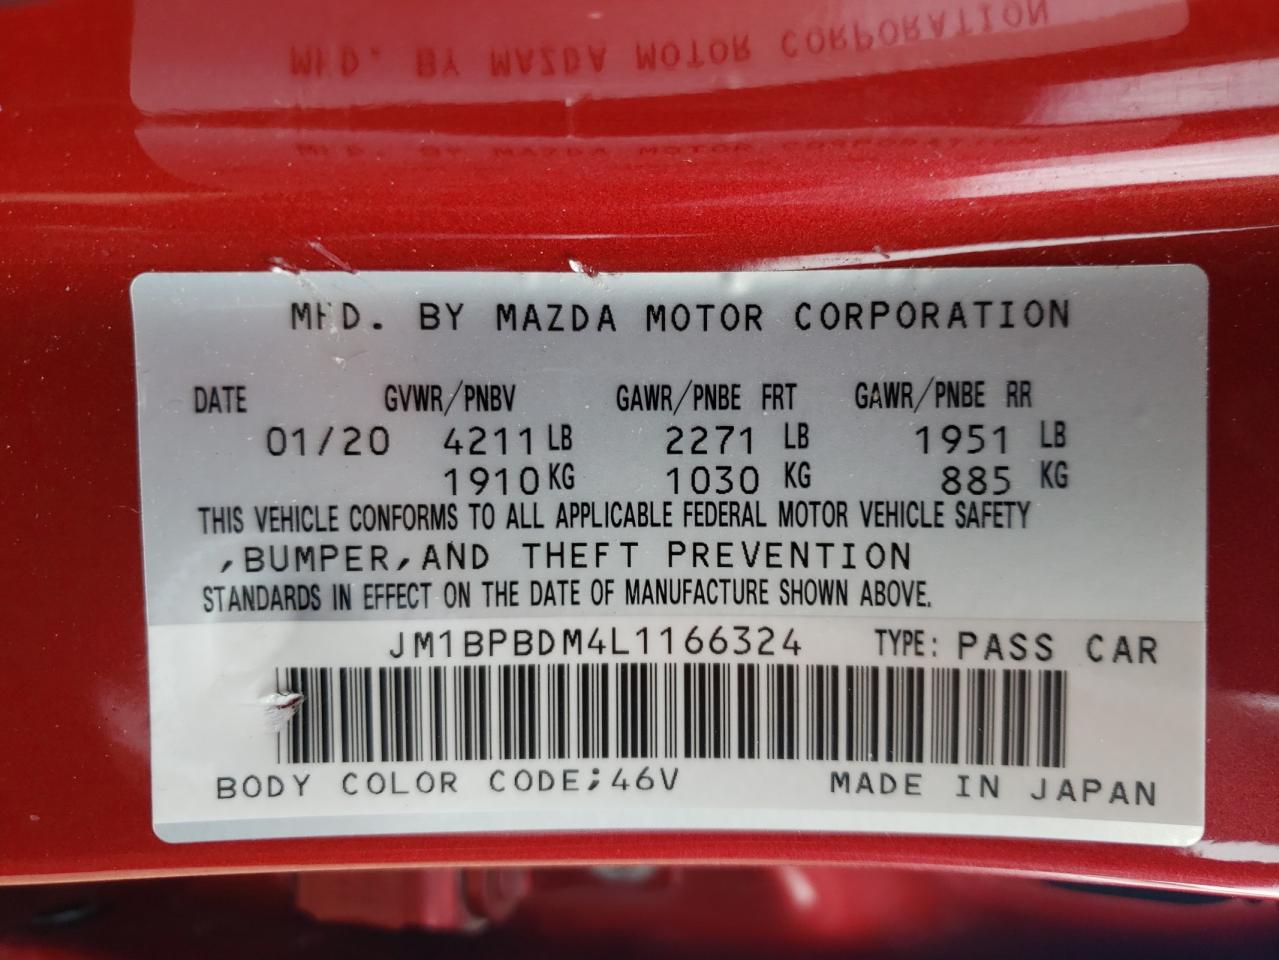 MFD. BY MAZDA MOTOR CORPORATION
DATE GVWR/PNBV GAWR/PNBE FRT GAWR/PNBE RR
01/20 4211 LB 2271 LB 1951 LB
1910 KG 1030 KG 885 KG
THIS VEHICLE CONFORMS TO ALL APPLICABLE FEDERAL MOTOR VEHICLE SAFETY
,BUMPER,AND THEFT PREVENTION
STANDARDS IN EFFECT ON THE DATE OF MANUFACTURE SHOWN ABOVE.
JM1BPBDM4L1166324 TYPE: PASS CAR
BODY COLOR CODE;46V MADE IN JAPAN